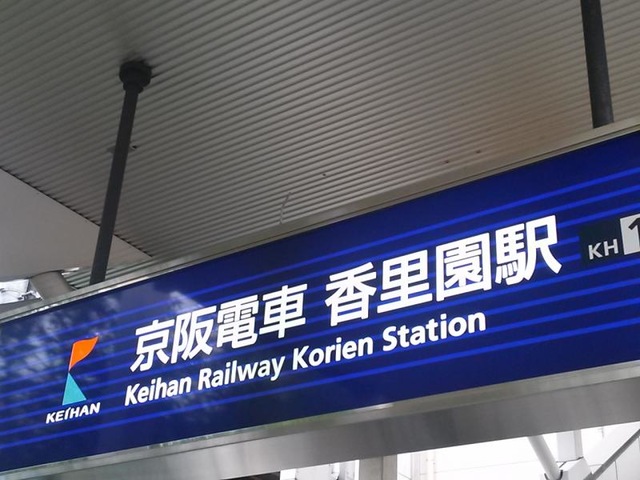 京阪電車 香里園駅
Keihan Railway Korien Station
KEIHAN
KH